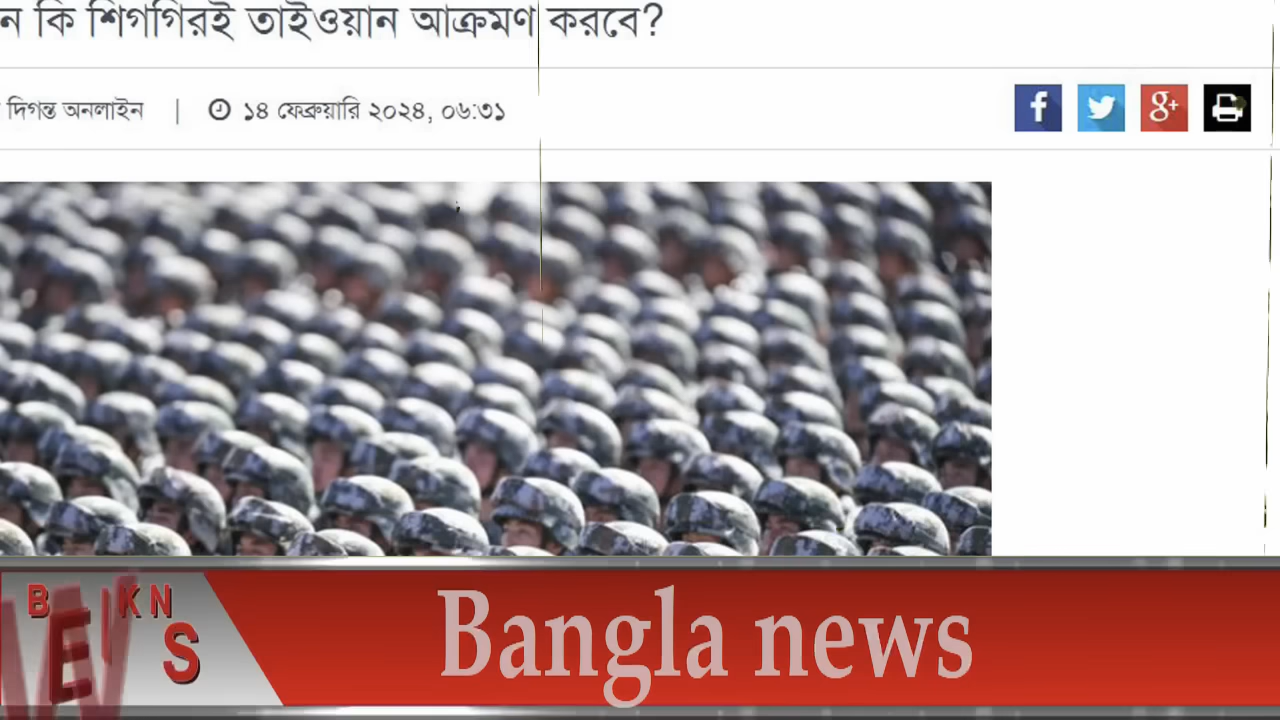 ন কি শিগগিরই তাইওয়ান আক্রমণ করবে?
দিগন্ত অনলাইন | ১৪ ফেব্রুয়ারি ২০২৪, ০৬:৩১
Bangla news